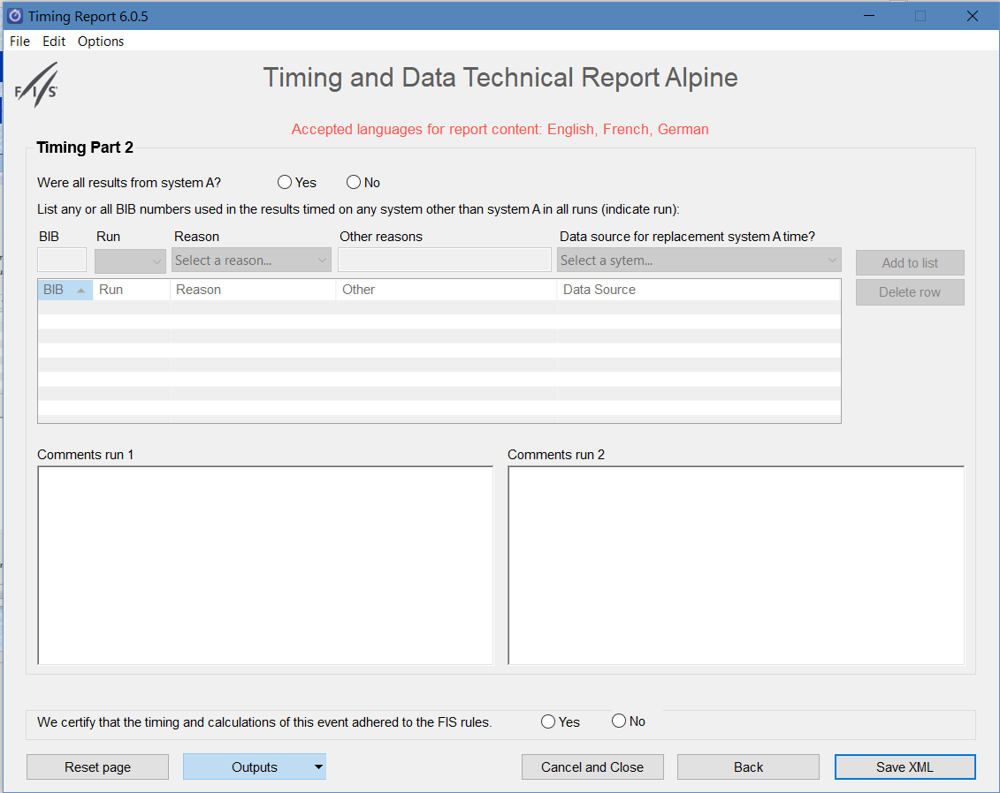 Timing Report 6.0.5
File Edit Options
FIS
Timing and Data Technical Report Alpine
Accepted languages for report content: English, French, German
Timing Part 2
Were all results from system A? Yes No
List any or all BIB numbers used in the results timed on any system other than system A in all runs (indicate run):
BIB Run Reason Other reasons Data source for replacement system A time?
Select a reason... Select a sytem... Add to list
BIB Run Reason Other Data Source Delete row
Comments run 1 Comments run 2
We certify that the timing and calculations of this event adhered to the FIS rules. Yes No
Reset page Outputs Cancel and Close Back Save XML